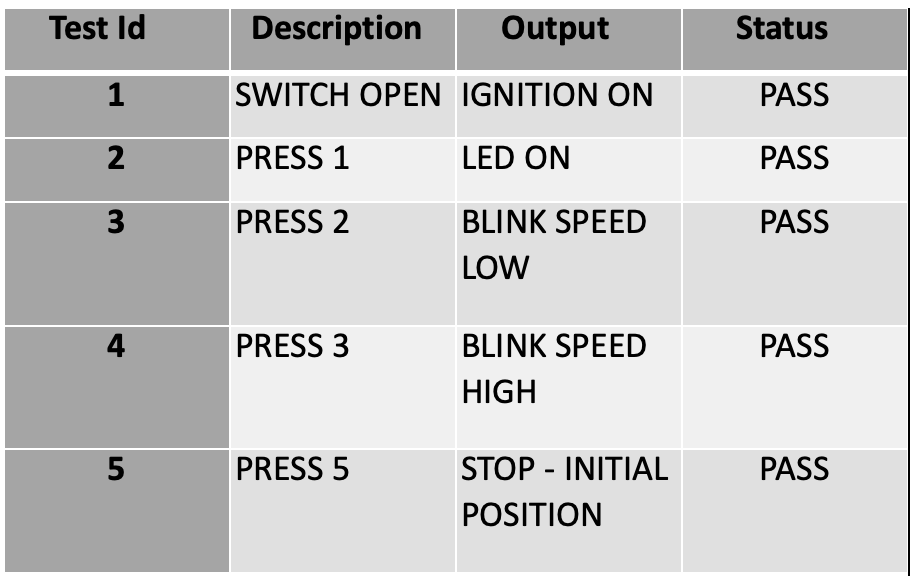 Test Id Description Output Status
1 SWITCH OPEN IGNITION ON PASS
2 PRESS 1 LED ON PASS
3 PRESS 2 BLINK SPEED PASS
LOW
4 PRESS 3 BLINK SPEED PASS
HIGH
5 PRESS 5 STOP - INITIAL PASS
POSITION